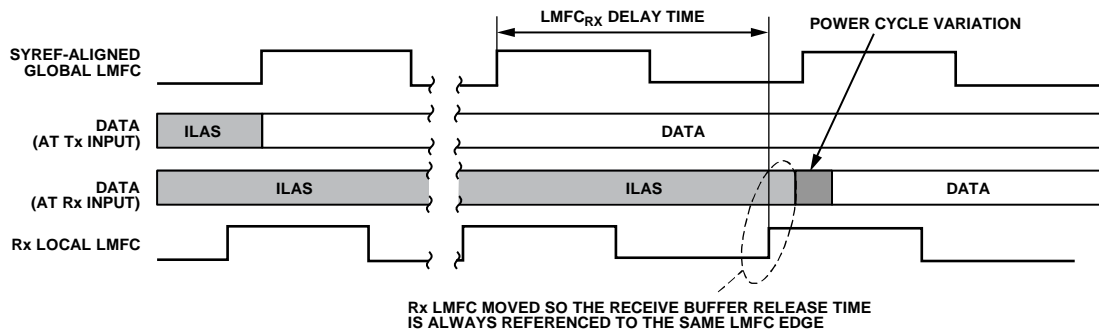 LMFCRX DELAY TIME
POWER CYCLE VARIATION
SYREF-ALIGNED
GLOBAL LMFC
DATA
(AT Tx INPUT)
ILAS
DATA
DATA
(AT Rx INPUT)
ILAS
ILAS
DATA
Rx LOCAL LMFC
Rx LMFC MOVED SO THE RECEIVE BUFFER RELEASE TIME
IS ALWAYS REFERENCED TO THE SAME LMFC EDGE